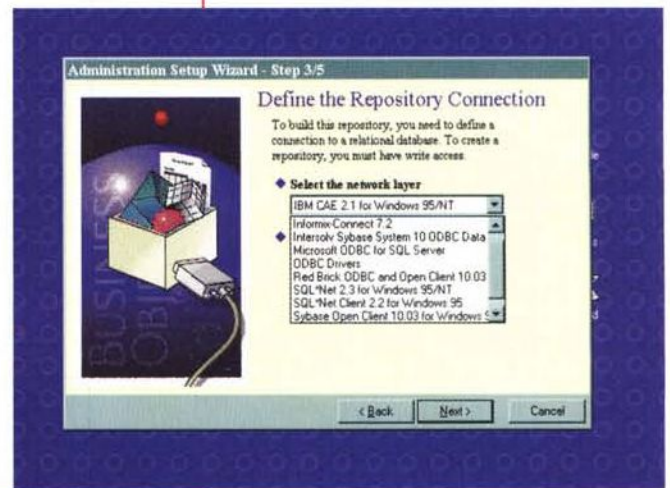 Administration Setup Wizard - Step 3/5
BUSINESS
OBJ
Define the Repository Connection
To build this repository, you need to define a
connection to a relational database. To create a
repository, you must have write access.
Select the network layer
IBM CAE 2.1 for Windows 95/NT
Informix-Connect 7.2
Intersolv Sybase System 10 ODBC Data
Microsoft ODBC for SQL Server
ODBC Drivers
Red Brick ODBC and Open Client 10.03
SQL*Net 2.3 for Windows 95/NT
SQL*Net Client 2.2 for Windows 95
Sybase Open Client 10.03 for Windows
< Back
Next >
Cancel